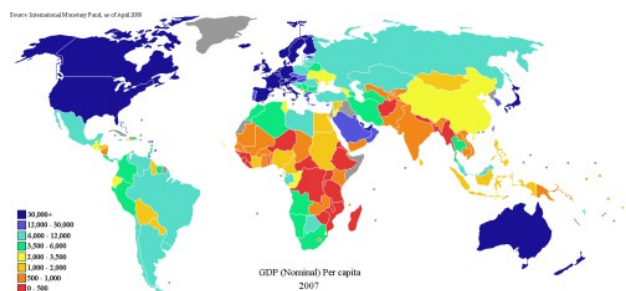 Source: International Monetary Fund, as of April 2008
30,000+
12,000 - 30,000
6,000 - 12,000
3,500 - 6,000
2,000 - 3,500
1,000 - 2,000
500 - 1,000
0 - 500
GDP (Nominal) Per capita
2007